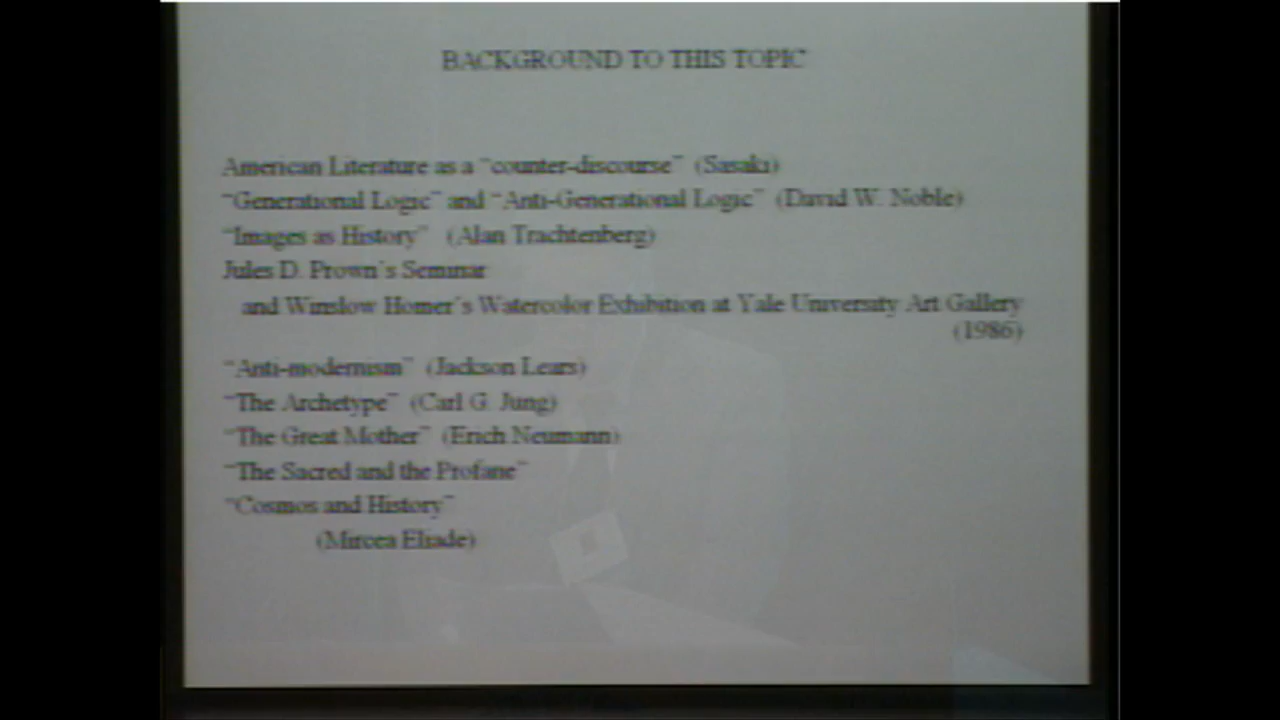 BACKGROUND TO THIS TOPIC
American Literature as a “counter-discourse” (Sasaki)
“Generational Logic” and “Anti-Generational Logic” (David W. Noble)
“Images as History” (Alan Trachtenberg)
Jules D. Prown’s Seminar
and Winslow Homer’s Watercolor Exhibition at Yale University Art Gallery
(1986)
“Anti-modernism” (Jackson Lears)
“The Archetype” (Carl G. Jung)
“The Great Mother” (Erich Neumann)
“The Sacred and the Profane”
“Cosmos and History”
(Mircea Eliade)